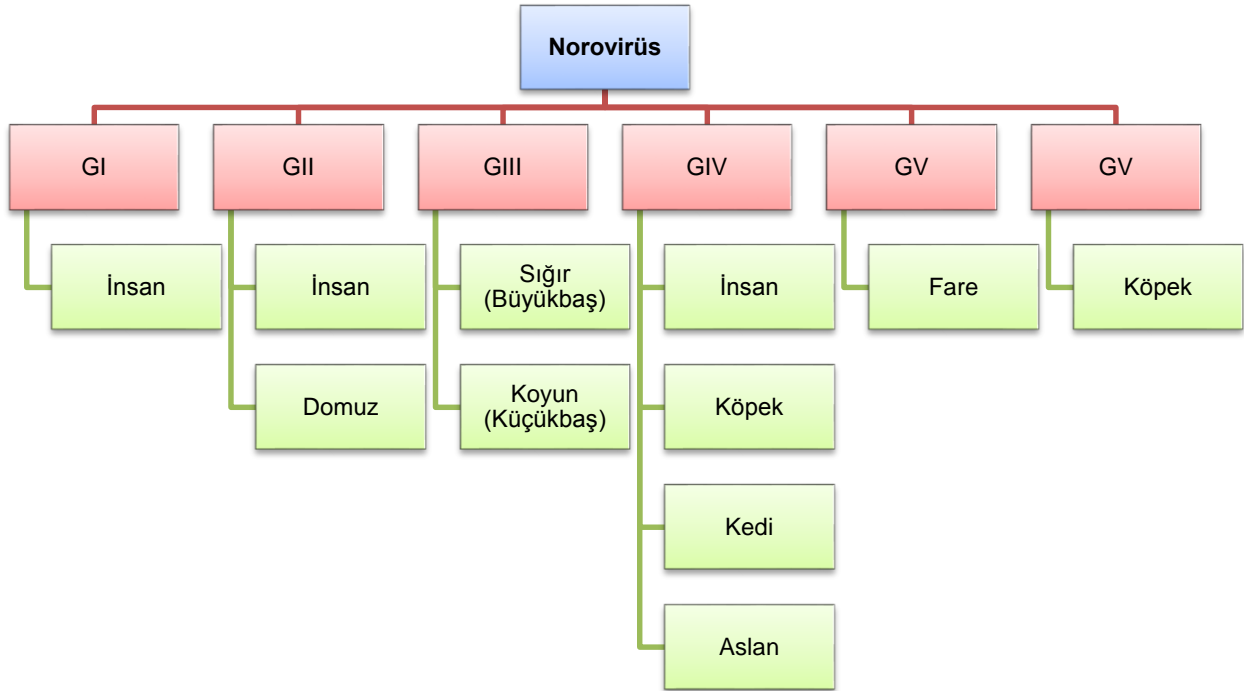 Norovirüs
GI
GII
GIII
GIV
GV
GV
İnsan
İnsan
Sığır
(Büyükbaş)
İnsan
Fare
Köpek
Domuz
Koyun
(Küçükbaş)
Köpek
Kedi
Aslan